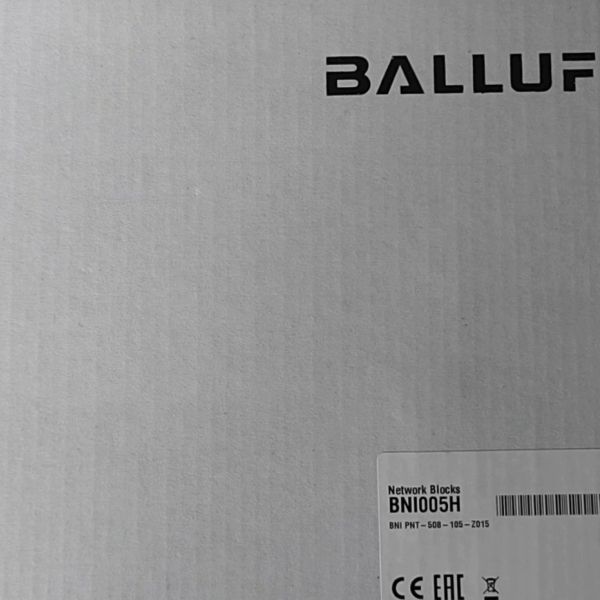 BALLUF
Network Blocks
BNI005H
BNI PNT-508-105-Z015
CE EAC